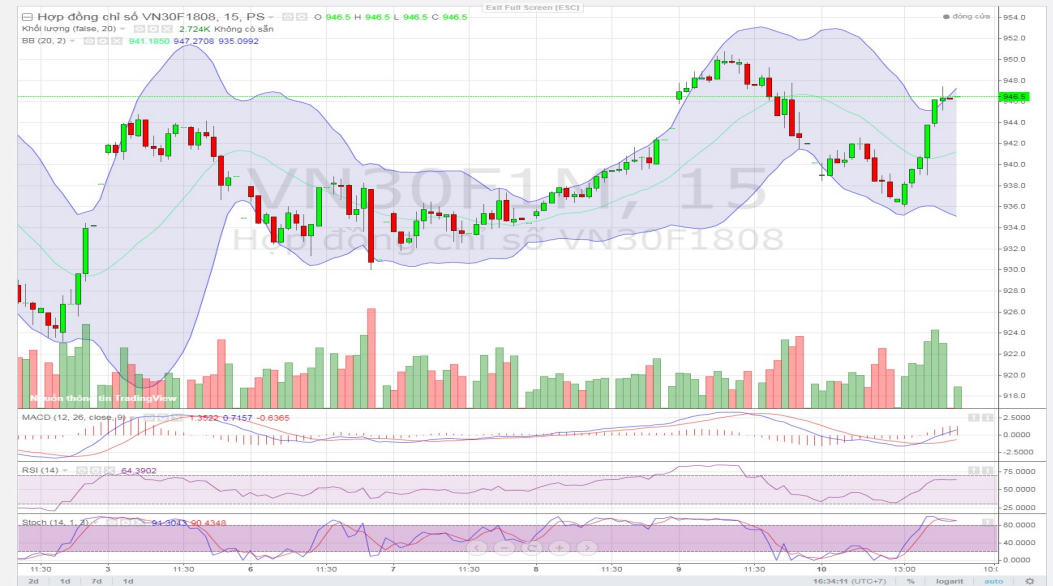 Exit Full Screen (ESC)
Hợp đồng chỉ số VN30F1808, 15, PS O 946.5 H 946.5 L 946.5 C 946.5
đóng cửa
Khối lượng (false, 20) 2.724K Không có sẵn
BB (20, 2) 941.1850 947.2708 935.0992
954.0
952.0
950.0
948.0
946.5
946.0
944.0
942.0
940.0
938.0
936.0
934.0
932.0
930.0
928.0
926.0
924.0
922.0
920.0
918.0
VN30F1M, 15
Hợp đồng chỉ số VN30F1808
Nguồn thông tin TradingView
MACD (12, 26, close, 9) 1.3522 0.7157 -0.6365
2.5000
0.0000
-2.5000
RSI (14) 64.3902
75.0000
50.0000
25.0000
Stoch (14, 1, 3) 91.3043 90.4348
80.0000
40.0000
0.0000
11:30 3 11:30 6 11:30 7 11:30 8 11:30 9 11:30 10 13:00 10:0
2d 1d 7d 1d 16:34:11 (UTC+7) % logarit auto